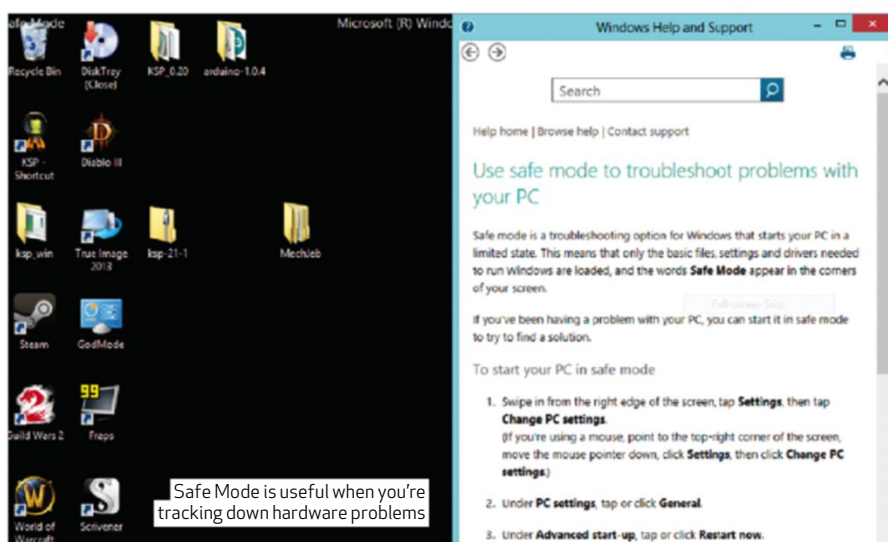 afe Mode
Microsoft (R) Windo
Recycle Bin
DiskTray
(Close)
KSP_0.20
arduino-1.0.4
KSP -
Shortcut
Diablo III
ksp_win
True Image
2013
ksp-21-1
MechJeb
Steam
GodMode
Guild Wars 2
99
Fraps
World of
Warcraft
Scrivener
Safe Mode is useful when you're
tracking down hardware problems
Windows Help and Support
Search
Help home | Browse help | Contact support
Use safe mode to troubleshoot problems with
your PC
Safe mode is a troubleshooting option for Windows that starts your PC in a
limited state. This means that only the basic files, settings and drivers needed
to run Windows are loaded, and the words Safe Mode appear in the corners
of your screen.
Full-screen Snip
If you've been having a problem with your PC, you can start it in safe mode
to try to find a solution.
To start your PC in safe mode
1. Swipe in from the right edge of the screen, tap Settings, then tap
Change PC settings.
(If you're using a mouse, point to the top-right corner of the screen,
move the mouse pointer down, click Settings, then click Change PC
settings.)
2. Under PC settings, tap or click General.
3. Under Advanced start-up, tap or click Restart now.